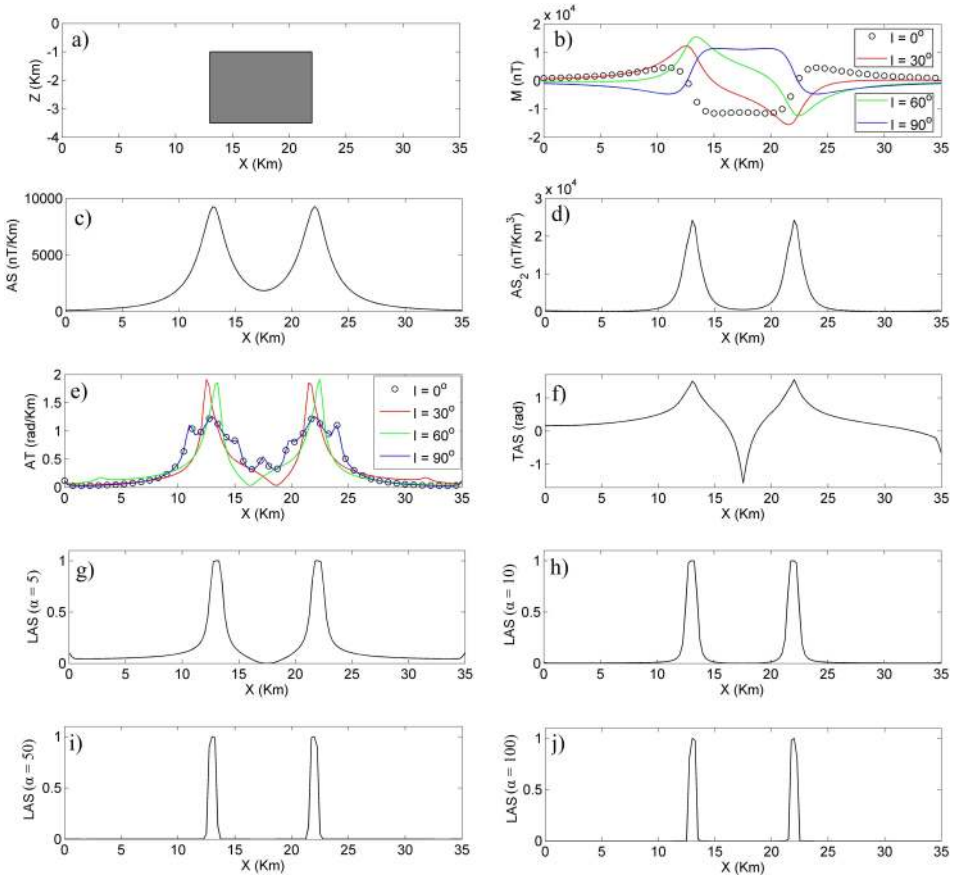 a)
0
-1
-2
-3
-4
Z (Km)
0 5 10 15 20 25 30 35
X (Km)
b)
x 10⁴
2
1
0
-1
-2
M (nT)
0 5 10 15 20 25 30 35
X (Km)
I = 0°
I = 30°
I = 60°
I = 90°
c)
10000
5000
0
AS (nT/Km)
0 5 10 15 20 25 30 35
X (Km)
d)
x 10⁴
3
2
1
0
AS₂ (nT/Km³)
0 5 10 15 20 25 30 35
X (Km)
e)
2
1.5
1
0.5
0
AT (rad/Km)
0 5 10 15 20 25 30 35
X (Km)
I = 0°
I = 30°
I = 60°
I = 90°
f)
1
0
-1
TAS (rad)
0 5 10 15 20 25 30 35
X (Km)
g)
1
0.5
0
LAS (α = 5)
0 5 10 15 20 25 30 35
X (Km)
h)
1
0.5
0
LAS (α = 10)
0 5 10 15 20 25 30 35
X (Km)
i)
1
0.5
0
LAS (α = 50)
0 5 10 15 20 25 30 35
X (Km)
j)
1
0.5
0
LAS (α = 100)
0 5 10 15 20 25 30 35
X (Km)